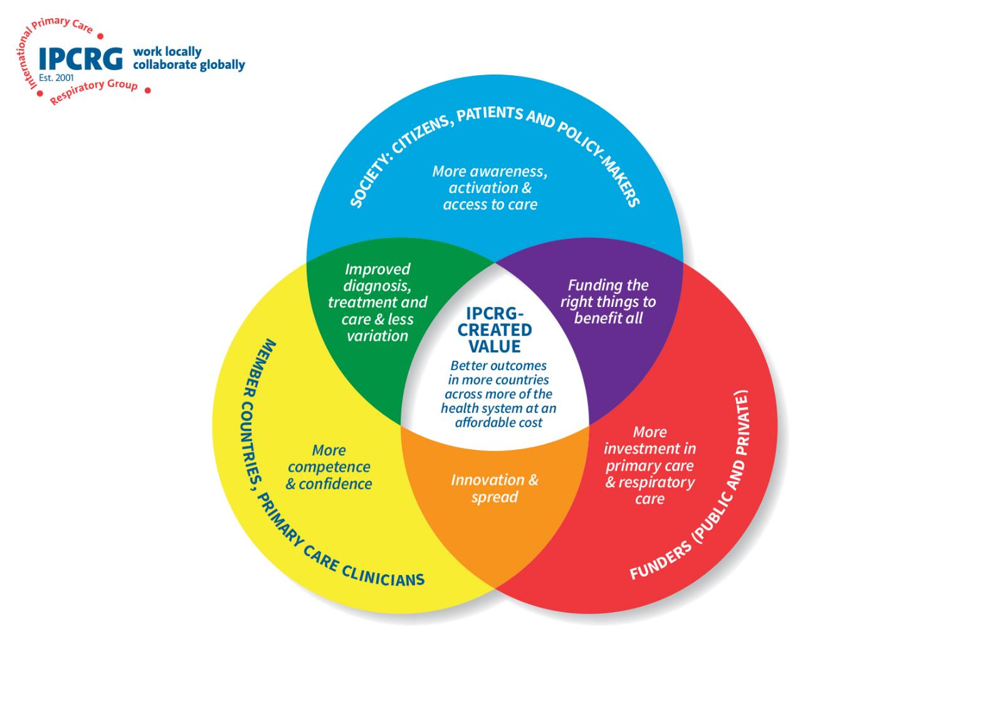 International Primary Care
IPCRG
Est. 2001
Respiratory Group
work locally
collaborate globally
SOCIETY: CITIZENS, PATIENTS AND POLICY-MAKERS
More awareness,
activation &
access to care
Improved
diagnosis,
treatment and
care & less
variation
Funding the
right things to
benefit all
IPCRG-
CREATED
VALUE
Better outcomes
in more countries
across more of the
health system at an
affordable cost
MEMBER COUNTRIES, PRIMARY CARE CLINICIANS
More
competence
& confidence
Innovation &
spread
More
investment in
primary care
& respiratory
care
FUNDERS (PUBLIC AND PRIVATE)